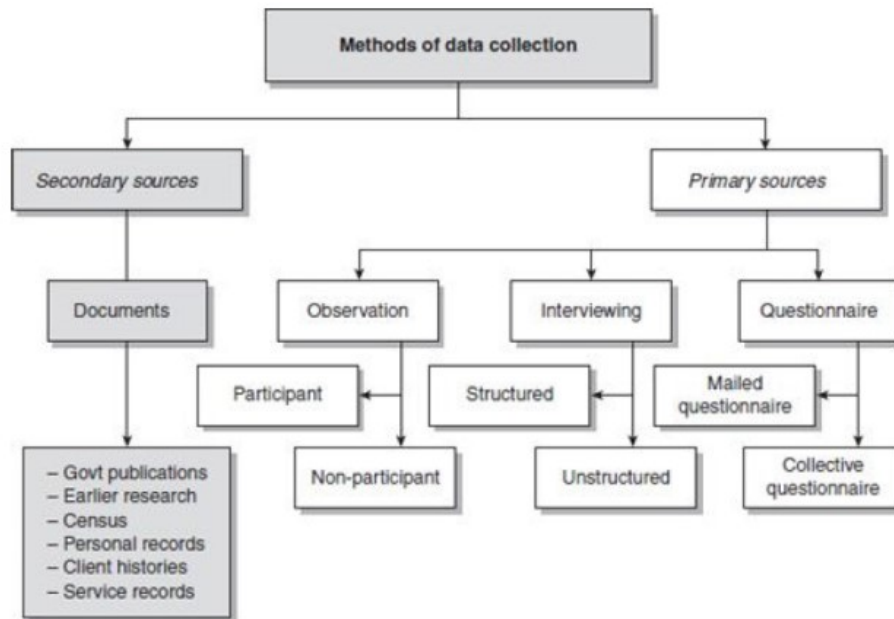 Methods of data collection
Secondary sources
Primary sources
Documents
Observation
Interviewing
Questionnaire
Participant
Structured
Mailed
questionnaire
Non-participant
Unstructured
Collective
questionnaire
– Govt publications
– Earlier research
– Census
– Personal records
– Client histories
– Service records